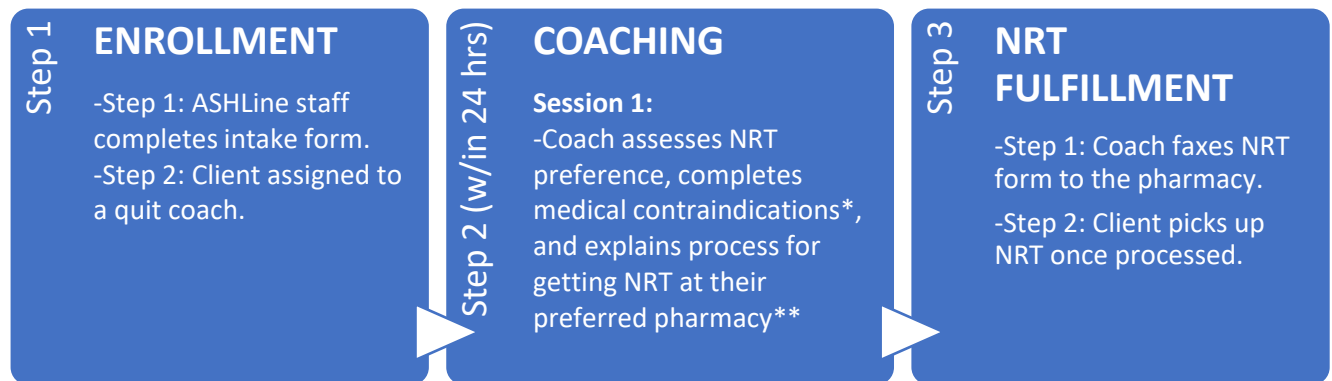 Step 1
ENROLLMENT
-Step 1: ASHLine staff
completes intake form.
-Step 2: Client assigned to
a quit coach.
Step 2 (w/in 24 hrs)
COACHING
Session 1:
-Coach assesses NRT
preference, completes
medical contraindications*,
and explains process for
getting NRT at their
preferred pharmacy**
Step 3
NRT
FULFILLMENT
-Step 1: Coach faxes NRT
form to the pharmacy.
-Step 2: Client picks up
NRT once processed.